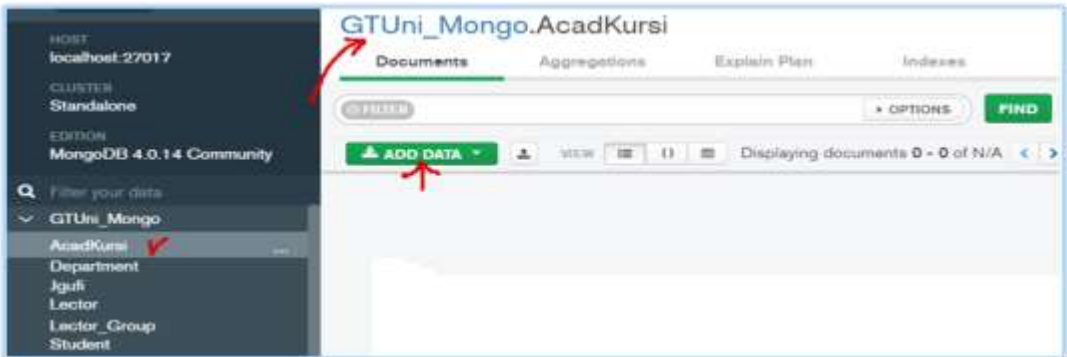 HOST
localhost:27017
CLUSTER
Standalone
EDITION
MongoDB 4.0.14 Community
Filter your data
GTUni_Mongo
AcadKursi
...
Department
Jgufi
Lector
Lector_Group
Student
GTUni_Mongo.AcadKursi
Documents Aggregations Explain Plan Indexes
FILTER OPTIONS FIND
ADD DATA VIEW {} Displaying documents 0 - 0 of N/A < >